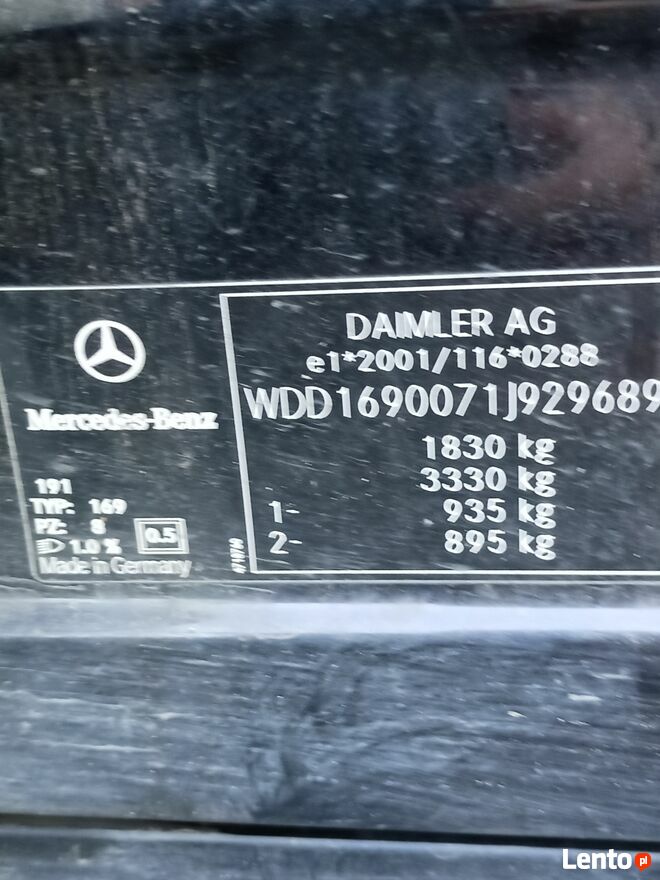 DAIMLER AG
e1*2001/116*0288
WDD1690071J929689
1830 kg
3330 kg
1- 935 kg
2- 895 kg
Mercedes-Benz
191
TYP: 169
PZ: 8
1.0 % 0.5
Made in Germany
Lento.pl